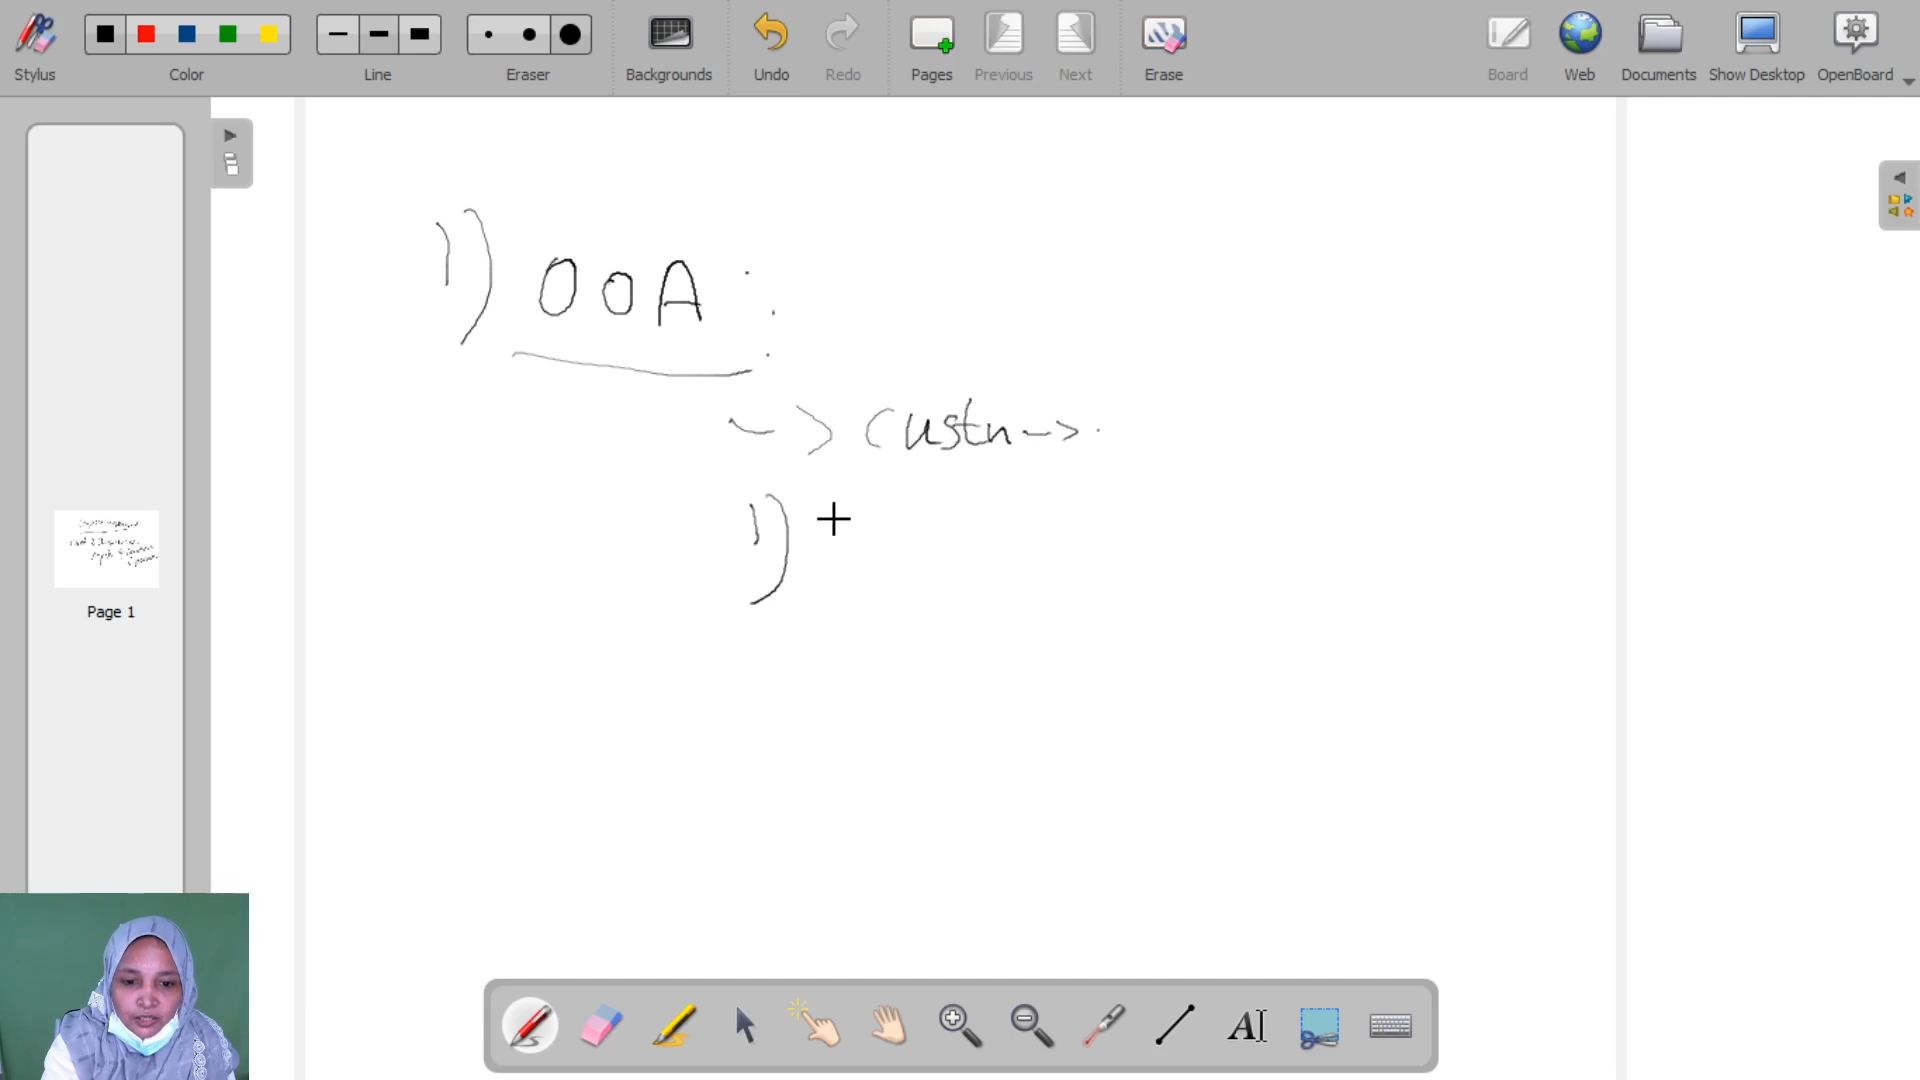 Stylus
Color
Line
Eraser
Backgrounds
Undo
Redo
Pages
Previous
Next
Erase
Board
Web
Documents
Show Desktop
OpenBoard
1) OOA :
-> Custn -> .
1)
Page 1